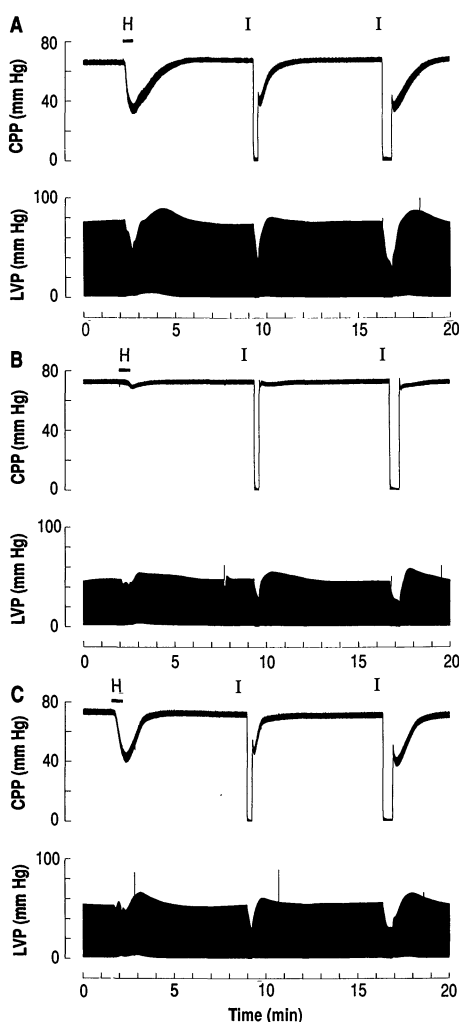 A
H I I
80
40
0
CPP (mm Hg)
100
0
LVP (mm Hg)
0 5 10 15 20
B
H I I
80
40
0
CPP (mm Hg)
100
0
LVP (mm Hg)
0 5 10 15 20
C
H I I
80
40
0
CPP (mm Hg)
100
0
LVP (mm Hg)
0 5 10 15 20
Time (min)